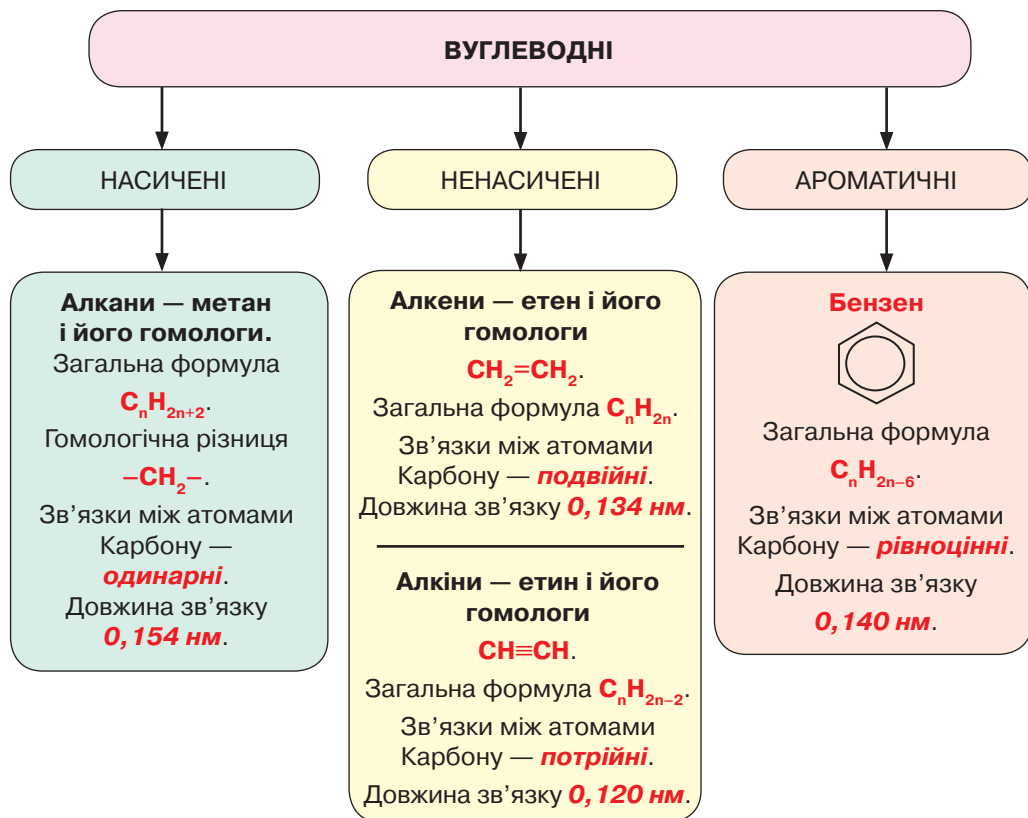 ВУГЛЕВОДНІ
НАСИЧЕНІ
НЕНАСИЧЕНІ
АРОМАТИЧНІ
Алкани — метан
і його гомологи.
Загальна формула
CₙH₂ₙ₊₂.
Гомологічна різниця
–CH₂–.
Зв’язки між атомами
Карбону —
одинарні.
Довжина зв’язку
0,154 нм.
Алкени — етен і його
гомологи
CH₂=CH₂.
Загальна формула CₙH₂ₙ.
Зв’язки між атомами
Карбону — подвійні.
Довжина зв’язку 0,134 нм.
Алкіни — етин і його
гомологи
CH≡CH.
Загальна формула CₙH₂ₙ₋₂.
Зв’язки між атомами
Карбону — потрійні.
Довжина зв’язку 0,120 нм.
Бензен
Загальна формула
CₙH₂ₙ₋₆.
Зв’язки між атомами
Карбону — рівноцінні.
Довжина зв’язку
0,140 нм.